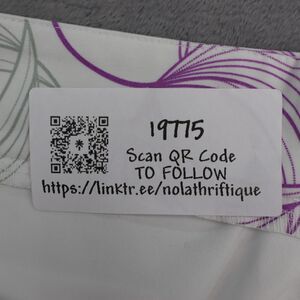 19775
Scan QR Code
TO FOLLOW
https://linktr.ee/nolathriftique